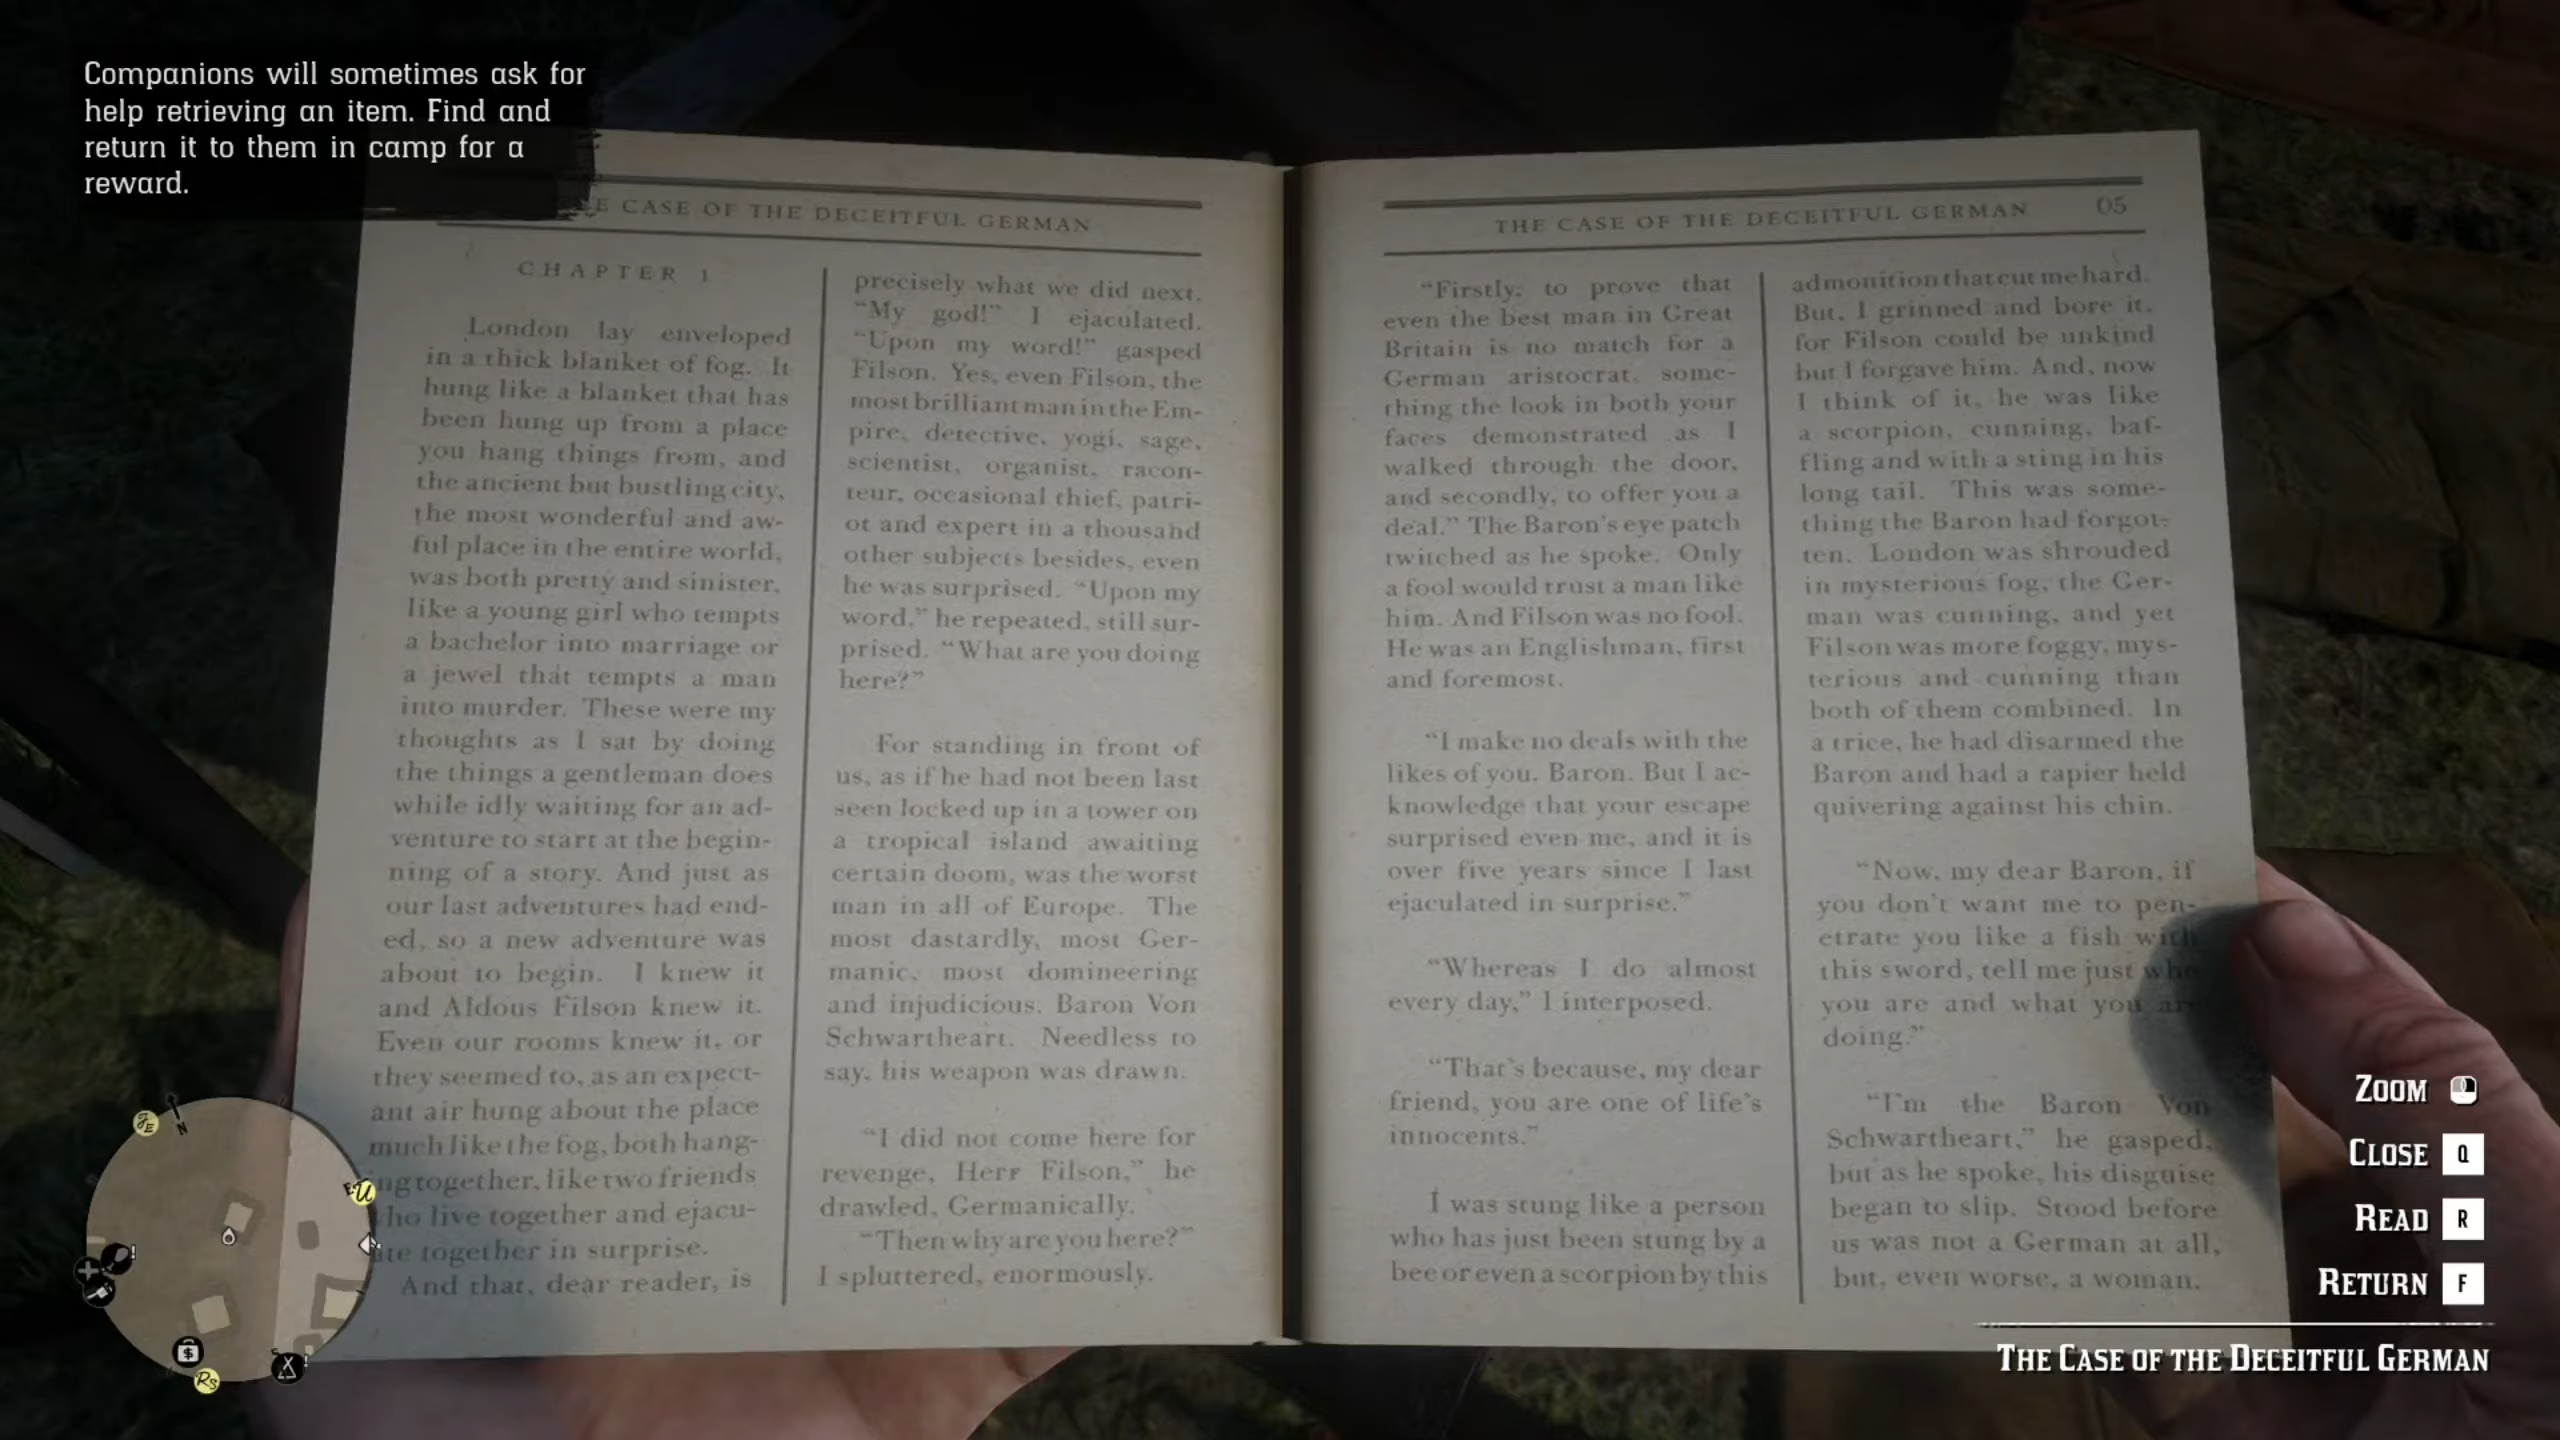 Companions will sometimes ask for
help retrieving an item. Find and
return it to them in camp for a
reward.
E CASE OF THE DECEITFUL GERMAN
CHAPTER 1
London lay enveloped
in a thick blanket of fog. It
hung like a blanket that has
been hung up from a place
you hang things from, and
the ancient but bustling city,
the most wonderful and aw-
ful place in the entire world,
was both pretty and sinister,
like a young girl who tempts
a bachelor into marriage or
a jewel that tempts a man
into murder. These were my
thoughts as I sat by doing
the things a gentleman does
while idly waiting for an ad-
venture to start at the begin-
ning of a story. And just as
our last adventures had end-
ed, so a new adventure was
about to begin. I knew it
and Aldous Filson knew it.
Even our rooms knew it, or
they seemed to, as an expect-
ant air hung about the place
much like the fog, both hang-
ing together, like two friends
who live together and ejacu-
late together in surprise.
And that, dear reader, is
precisely what we did next.
“My god!” I ejaculated.
“Upon my word!” gasped
Filson. Yes, even Filson, the
most brilliant man in the Em-
pire, detective, yogi, sage,
scientist, organist, racon-
teur, occasional thief, patri-
ot and expert in a thousand
other subjects besides, even
he was surprised. “Upon my
word,” he repeated, still sur-
prised. “What are you doing
here?”
For standing in front of
us, as if he had not been last
seen locked up in a tower on
a tropical island awaiting
certain doom, was the worst
man in all of Europe. The
most dastardly, most Ger-
manic, most domineering
and injudicious. Baron Von
Schwartheart. Needless to
say, his weapon was drawn.
“I did not come here for
revenge, Herr Filson,” he
drawled, Germanically.
“Then why are you here?”
I spluttered, enormously.
THE CASE OF THE DECEITFUL GERMAN 05
“Firstly, to prove that
even the best man in Great
Britain is no match for a
German aristocrat, some-
thing the look in both your
faces demonstrated as I
walked through the door,
and secondly, to offer you a
deal.” The Baron’s eye patch
twitched as he spoke. Only
a fool would trust a man like
him. And Filson was no fool.
He was an Englishman, first
and foremost.
“I make no deals with the
likes of you, Baron. But I ac-
knowledge that your escape
surprised even me, and it is
over five years since I last
ejaculated in surprise.”
“Whereas I do almost
every day,” I interposed.
“That’s because, my dear
friend, you are one of life’s
innocents.”
I was stung like a person
who has just been stung by a
bee or even a scorpion by this
admonition that cut me hard.
But, I grinned and bore it,
for Filson could be unkind
but I forgave him. And, now
I think of it, he was like
a scorpion, cunning, baf-
fling and with a sting in his
long tail. This was some-
thing the Baron had forgot-
ten. London was shrouded
in mysterious fog, the Ger-
man was cunning, and yet
Filson was more foggy, mys-
terious and cunning than
both of them combined. In
a trice, he had disarmed the
Baron and had a rapier held
quivering against his chin.
“Now, my dear Baron, if
you don’t want me to pen-
etrate you like a fish with
this sword, tell me just who
you are and what you are
doing.”
“I’m the Baron Von
Schwartheart,” he gasped,
but as he spoke, his disguise
began to slip. Stood before
us was not a German at all,
but, even worse, a woman.
N
JE
E
U
S
RS
$
ZOOM
CLOSE Q
READ R
RETURN F
THE CASE OF THE DECEITFUL GERMAN